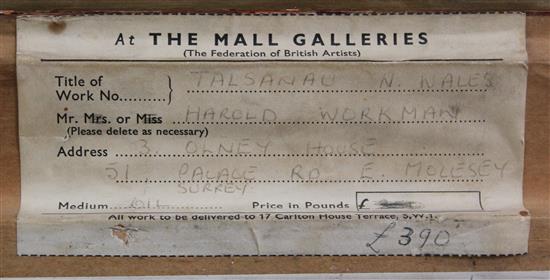 At THE MALL GALLERIES
(The Federation of British Artists)
Title of TALSANAU N. WALES
Work No.
Mr. Mrs. or Miss HAROLD WORKMAN
(Please delete as necessary)
Address 3. OLNEY HOUSE
51 PALACE RD E. MOLESEY
SURREY
Medium OIL Price in Pounds £
All work to be delivered to 17 Carlton House Terrace, S.W.1.
£390